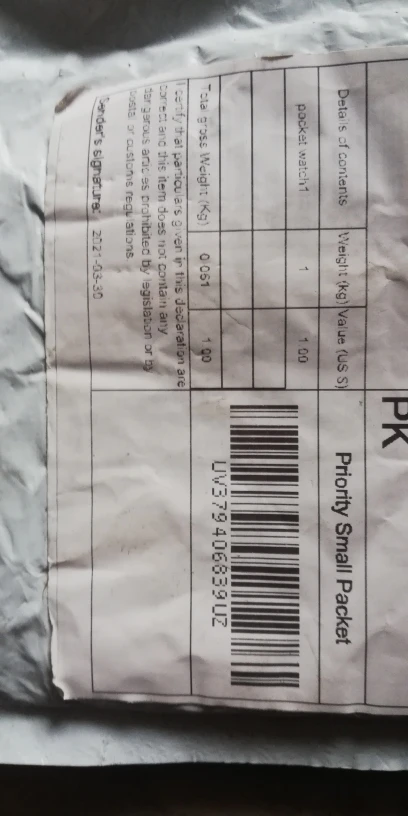 PK
Details of contents Weight (kg) Value (US $)
pocket watch1 1 1.00
Total gross Weight (Kg) 0.061 1.00
I certify that particulars given in this declaration are
correct and this item does not contain any
dangerous articles prohibited by legislation or by
postal or customs regulations.
Sender's signature: 2021-03-30
Priority Small Packet
UV379406839UZ